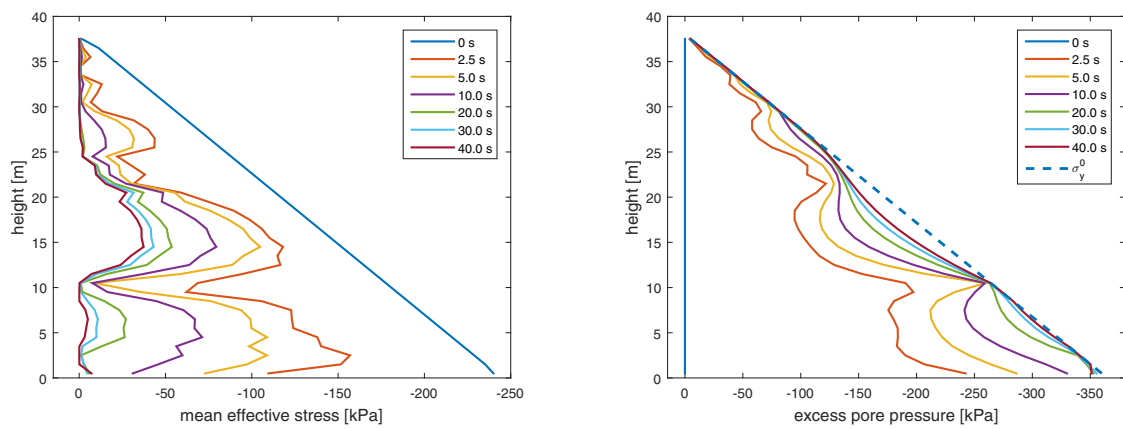 40
35
30
25
20
15
10
5
0
height [m]
0 -50 -100 -150 -200 -250
mean effective stress [kPa]
0 s
2.5 s
5.0 s
10.0 s
20.0 s
30.0 s
40.0 s
40
35
30
25
20
15
10
5
0
height [m]
0 -50 -100 -150 -200 -250 -300 -350
excess pore pressure [kPa]
0 s
2.5 s
5.0 s
10.0 s
20.0 s
30.0 s
40.0 s
σ⁰y